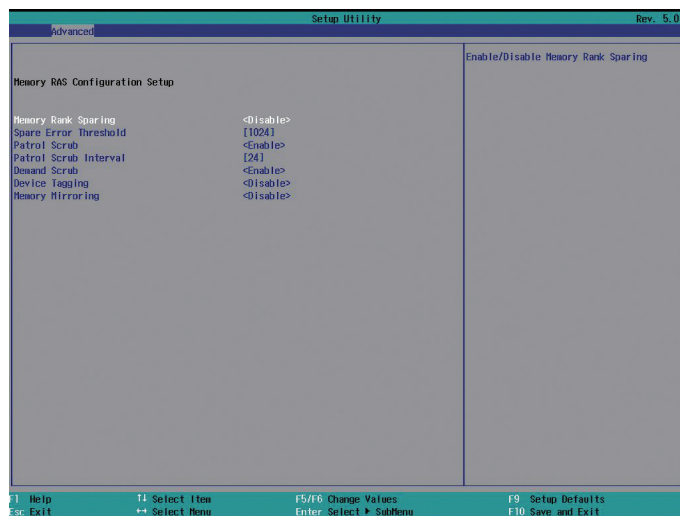 Setup Utility Rev. 5.0
Advanced
Enable/Disable Memory Rank Sparing
Memory RAS Configuration Setup
Memory Rank Sparing <Disable>
Spare Error Threshold [1024]
Patrol Scrub <Enable>
Patrol Scrub Interval [24]
Demand Scrub <Enable>
Device Tagging <Disable>
Memory Mirroring <Disable>
F1 Help ↑↓ Select Item F5/F6 Change Values F9 Setup Defaults
Esc Exit ↔ Select Menu Enter Select ▶ SubMenu F10 Save and Exit